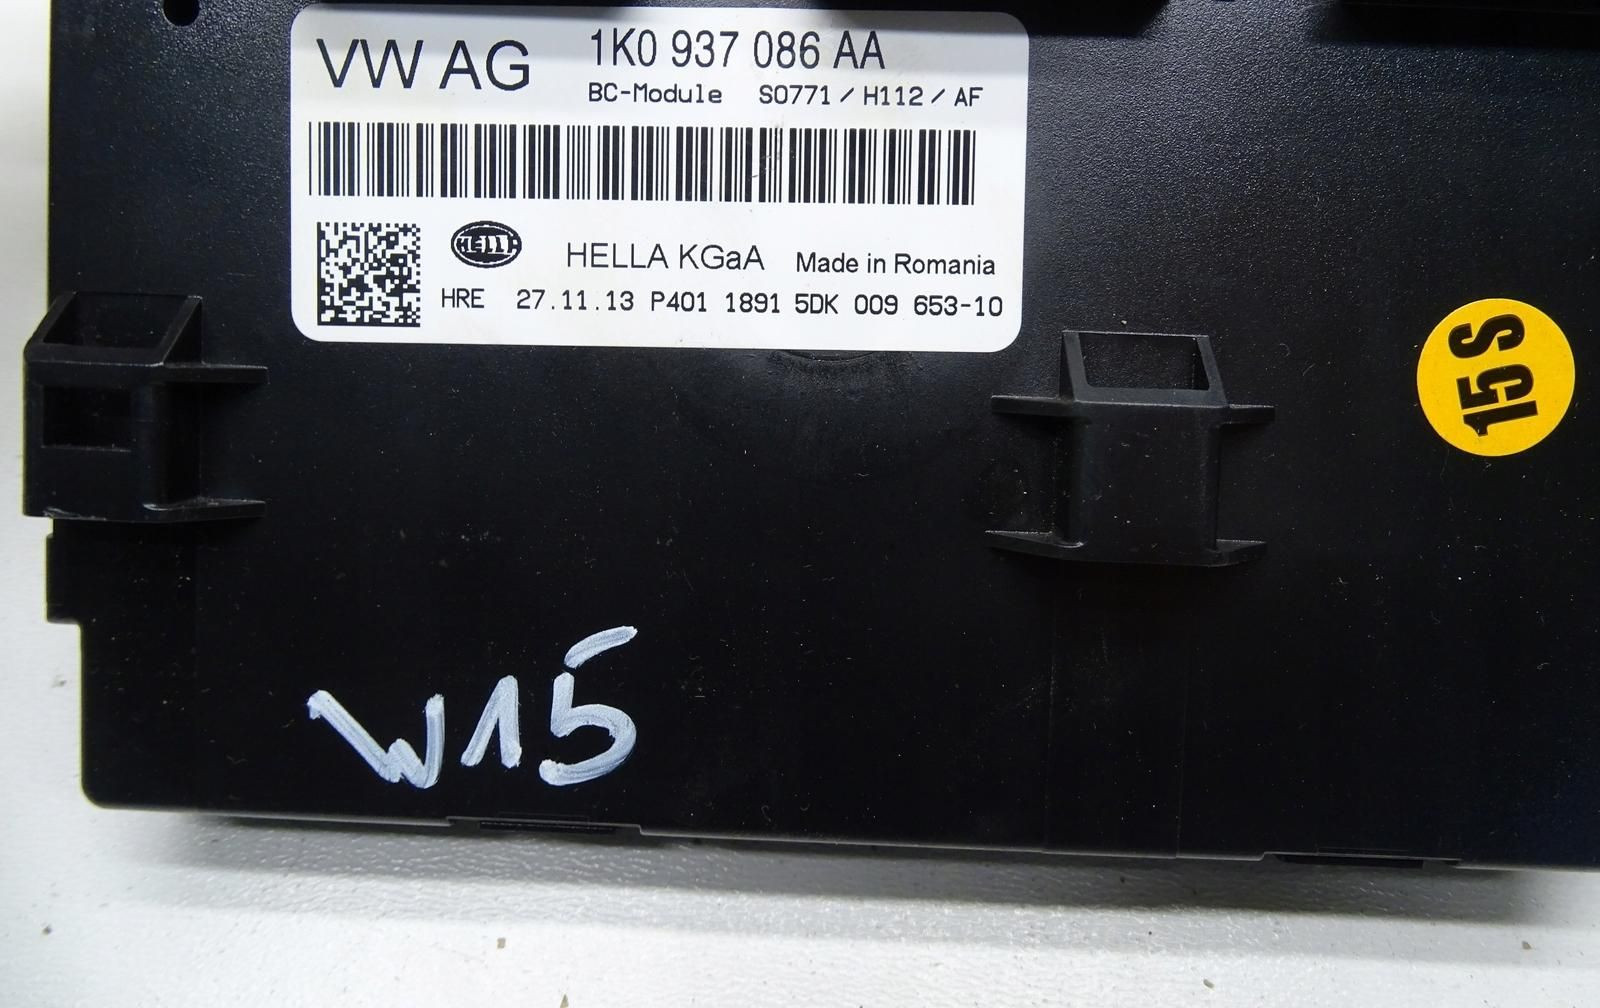 VW AG 1K0 937 086 AA
BC-Module S0771 / H112 / AF
HELLA HELLA KGaA Made in Romania
HRE 27.11.13 P401 1891 5DK 009 653-10
15 S
W15